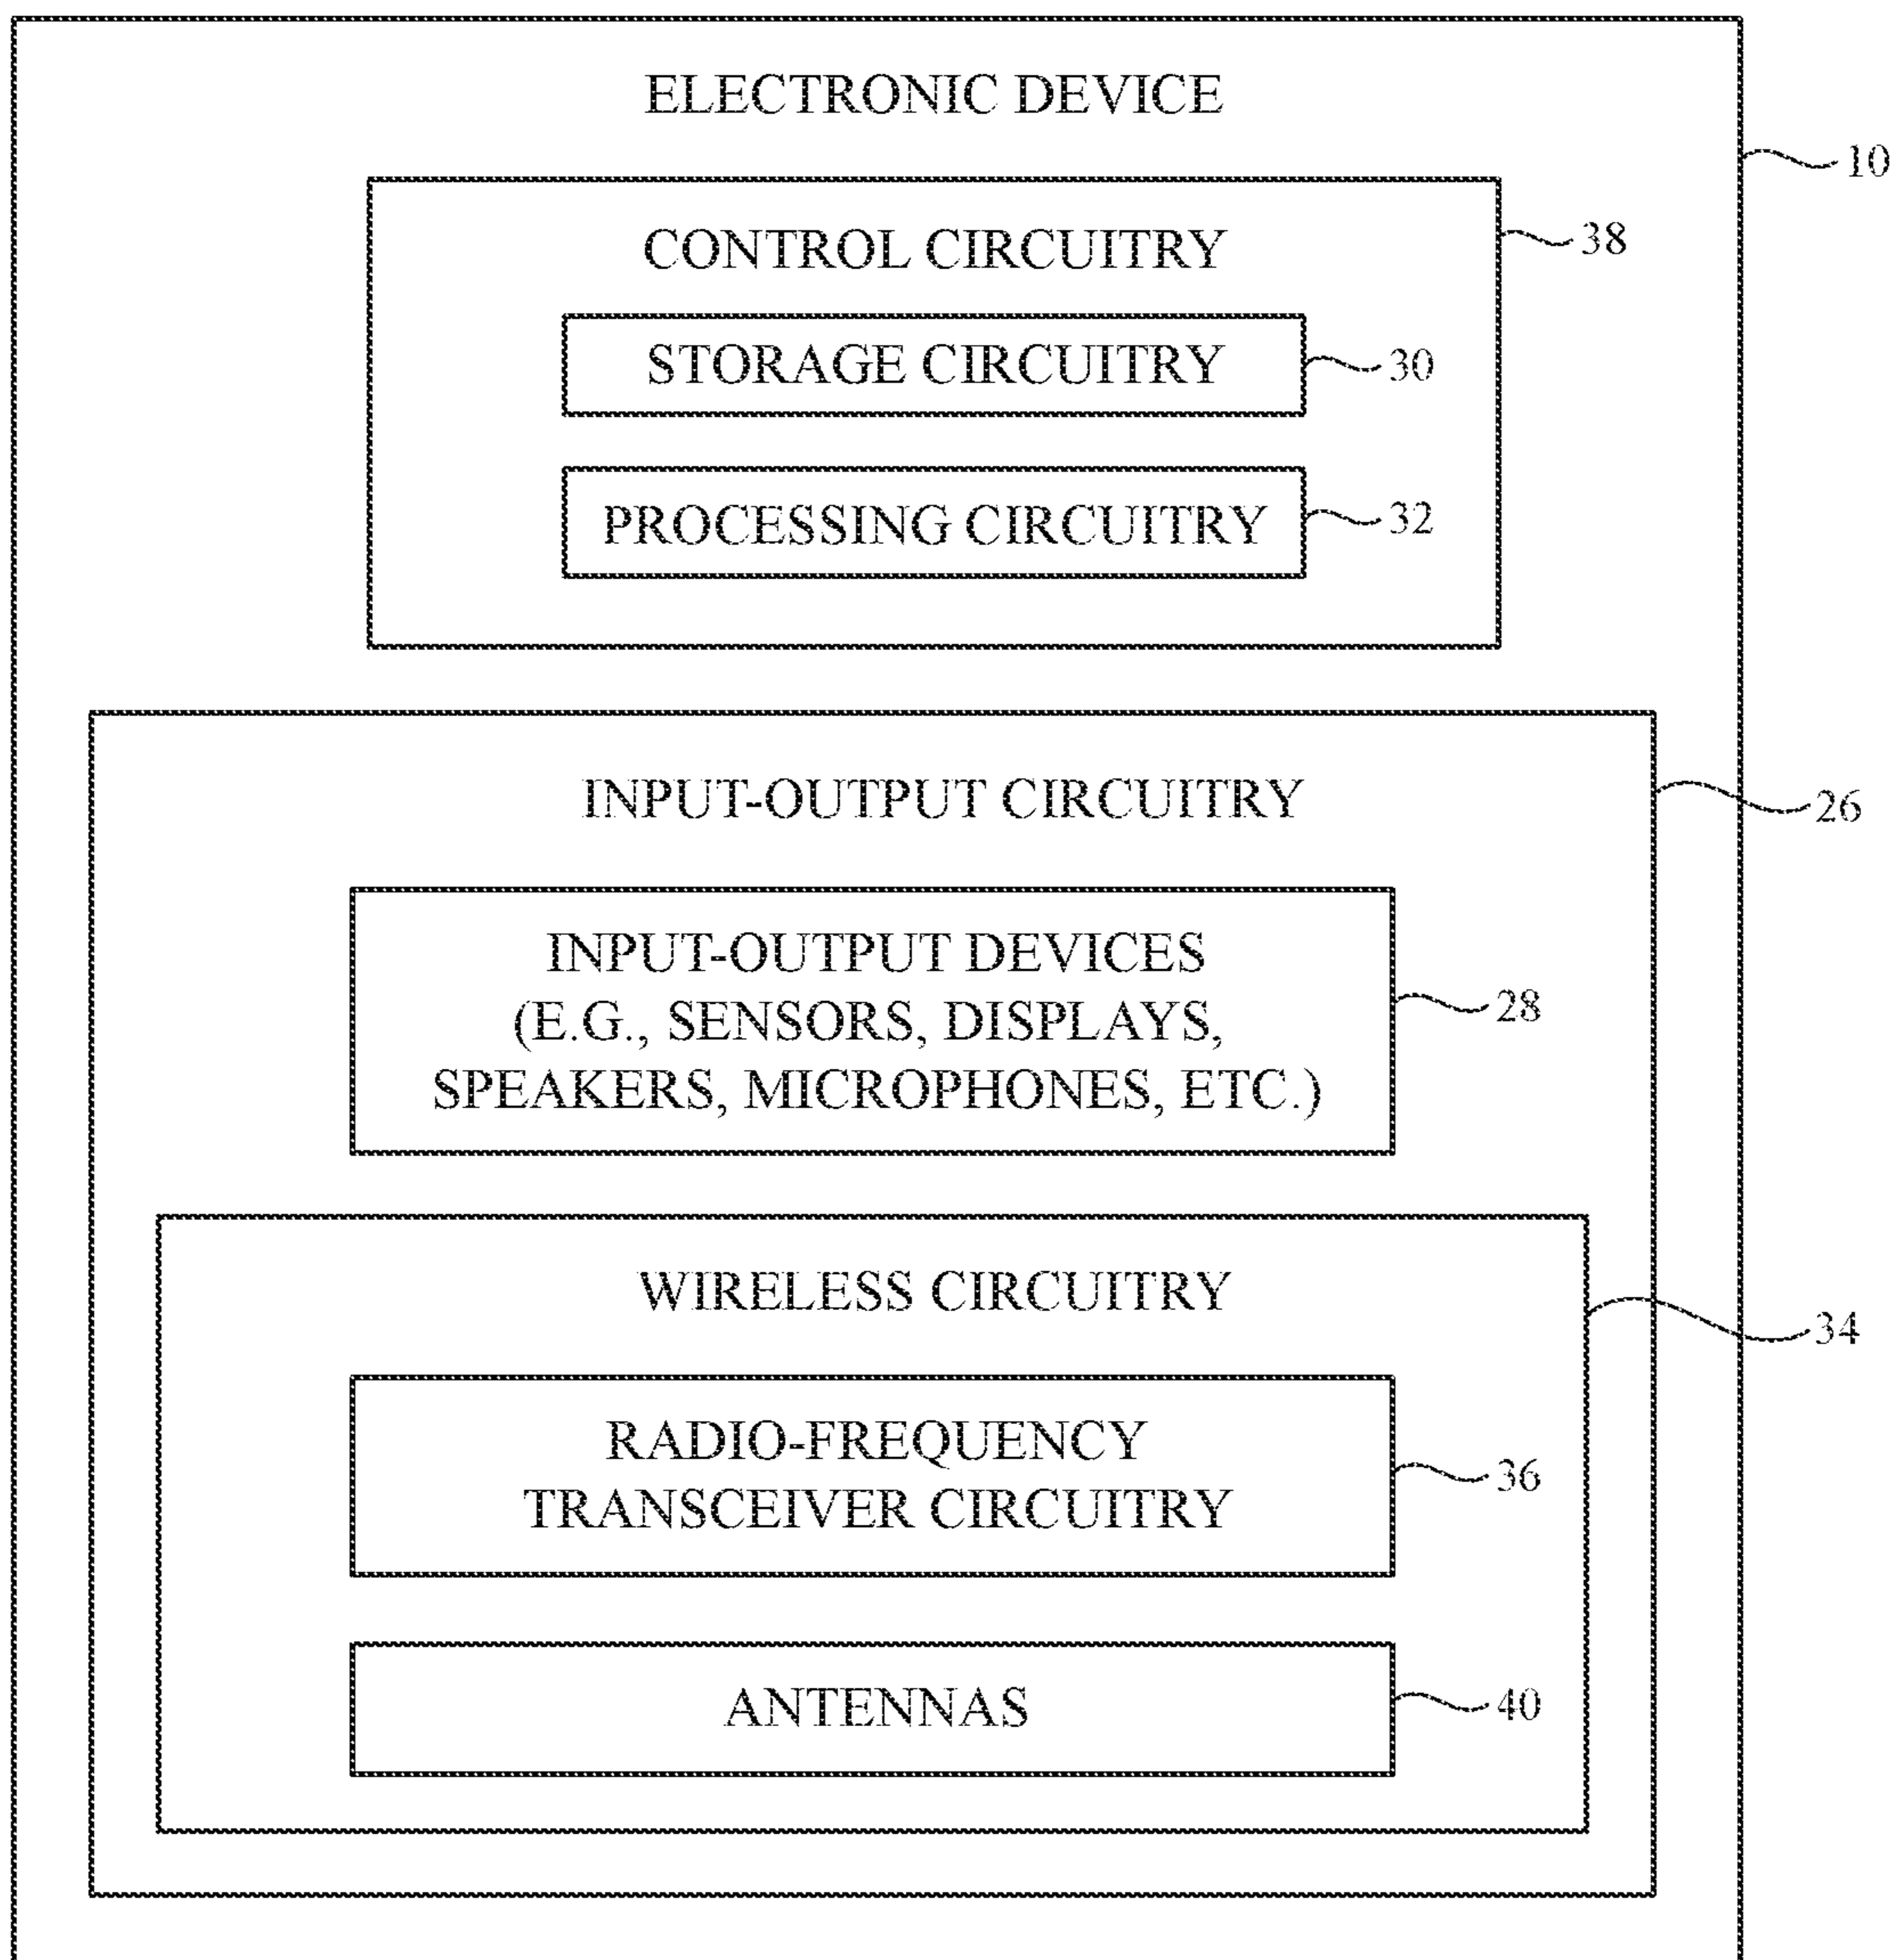 ELECTRONIC DEVICE
10
CONTROL CIRCUITRY
38
STORAGE CIRCUITRY
30
PROCESSING CIRCUITRY
32
INPUT-OUTPUT CIRCUITRY
26
INPUT-OUTPUT DEVICES
(E.G., SENSORS, DISPLAYS,
SPEAKERS, MICROPHONES, ETC.)
28
WIRELESS CIRCUITRY
34
RADIO-FREQUENCY
TRANSCEIVER CIRCUITRY
36
ANTENNAS
40